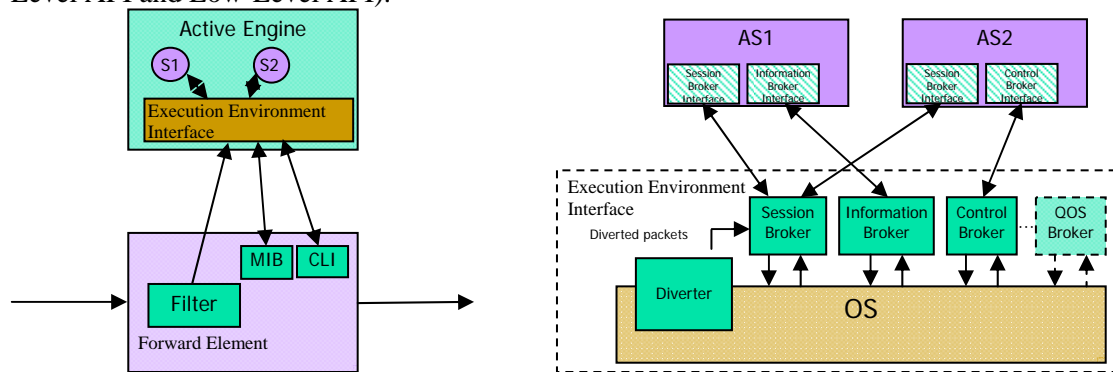 Level API and Low-Level API).
Active Engine
S1
S2
Execution Environment
Interface
MIB
CLI
Filter
Forward Element
AS1
AS2
Session
Broker
Interface
Information
Broker
Interface
Session
Broker
Interface
Control
Broker
Interface
Execution Environment
Interface
Diverted packets
Session
Broker
Information
Broker
Control
Broker
QOS
Broker
Diverter
OS